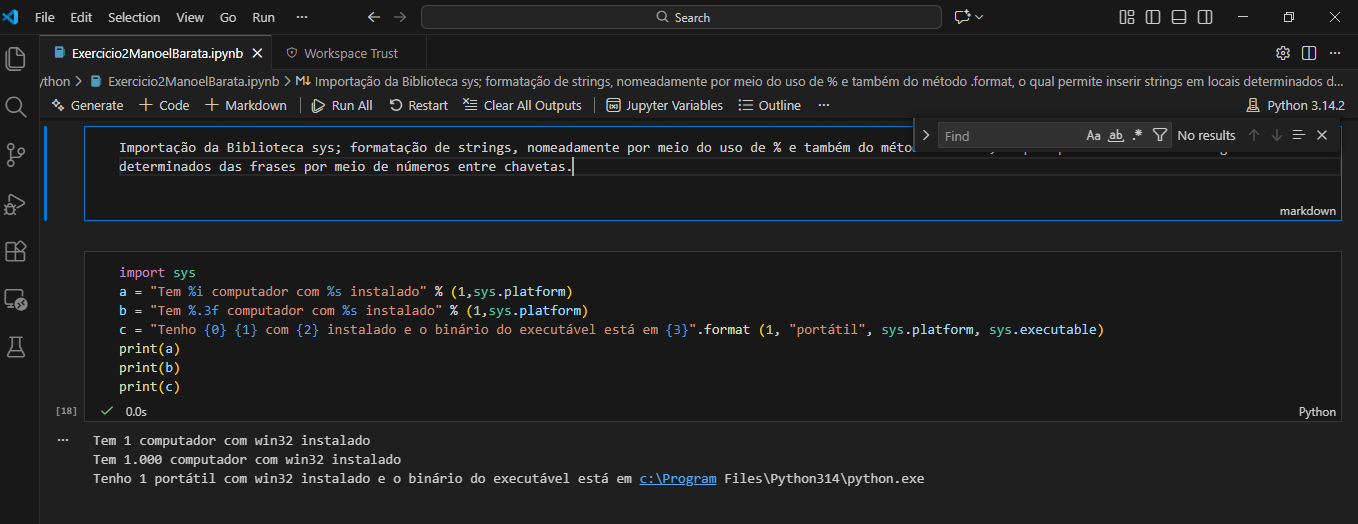 File Edit Selection View Go Run ··· Search
Exercicio2ManoelBarata.ipynb Workspace Trust
ython > Exercicio2ManoelBarata.ipynb > M↓ Importação da Biblioteca sys; formatação de strings, nomeadamente por meio do uso de % e também do método .format, o qual permite inserir strings em locais determinados d...
Generate + Code + Markdown Run All Restart Clear All Outputs Jupyter Variables Outline ··· Python 3.14.2
Find Aa ab .* No results
Importação da Biblioteca sys; formatação de strings, nomeadamente por meio do uso de % e também do méto
determinados das frases por meio de números entre chavetas.
markdown
import sys
a = "Tem %i computador com %s instalado" % (1,sys.platform)
b = "Tem %.3f computador com %s instalado" % (1,sys.platform)
c = "Tenho {0} {1} com {2} instalado e o binário do executável está em {3}".format (1, "portátil", sys.platform, sys.executable)
print(a)
print(b)
print(c)
[18] 0.0s Python
Tem 1 computador com win32 instalado
Tem 1.000 computador com win32 instalado
Tenho 1 portátil com win32 instalado e o binário do executável está em c:\Program Files\Python314\python.exe